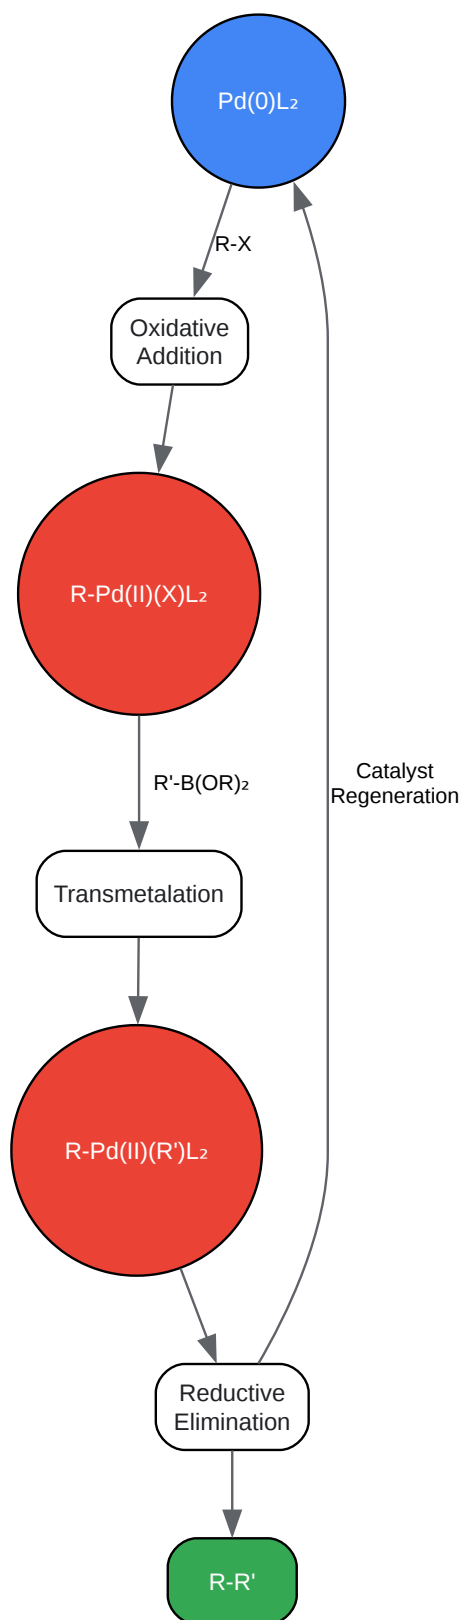 Pd(0)L₂
R-X
Oxidative
Addition
R-Pd(II)(X)L₂
R'-B(OR)₂
Catalyst
Regeneration
Transmetalation
R-Pd(II)(R')L₂
Reductive
Elimination
R-R'